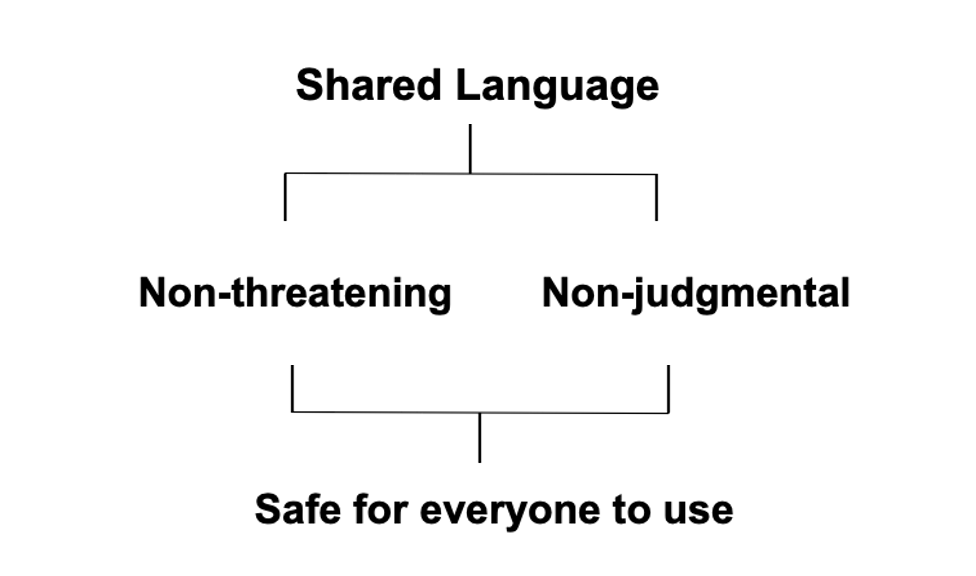 Shared Language
Non-threatening Non-judgmental
Safe for everyone to use